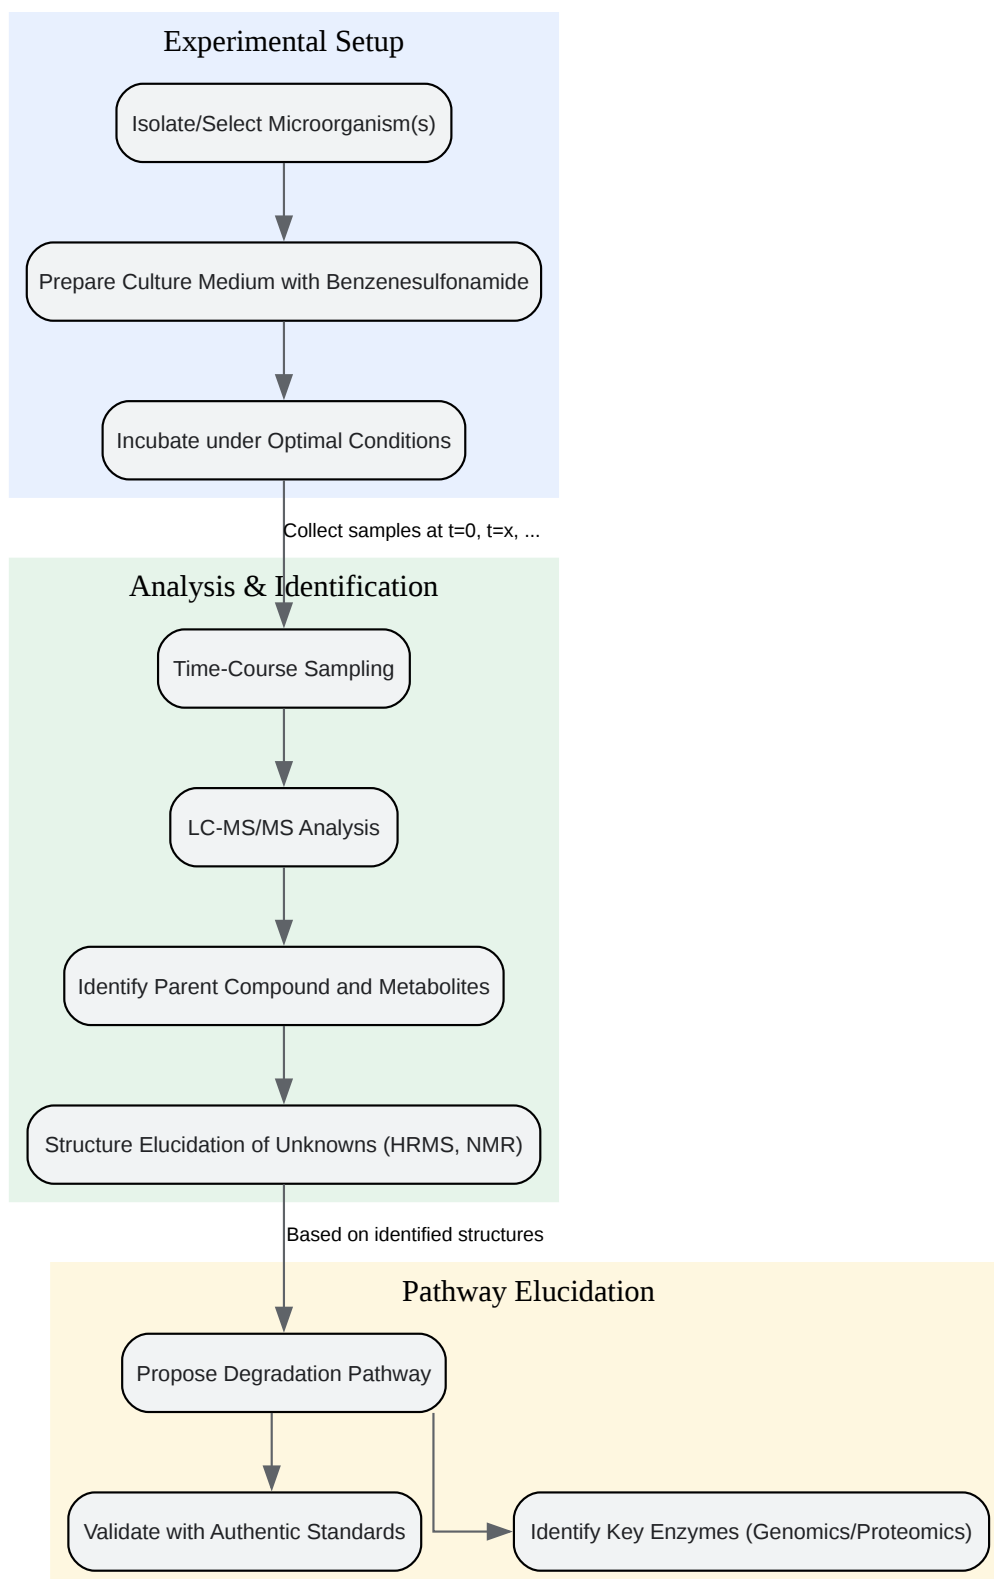 Experimental Setup
Isolate/Select Microorganism(s)
Prepare Culture Medium with Benzenesulfonamide
Incubate under Optimal Conditions
Collect samples at t=0, t=x, ...
Analysis & Identification
Time-Course Sampling
LC-MS/MS Analysis
Identify Parent Compound and Metabolites
Structure Elucidation of Unknowns (HRMS, NMR)
Based on identified structures
Pathway Elucidation
Propose Degradation Pathway
Validate with Authentic Standards
Identify Key Enzymes (Genomics/Proteomics)